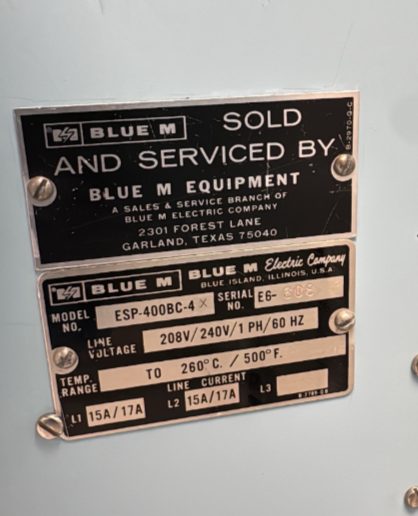 BLUE M SOLD
AND SERVICED BY
BLUE M EQUIPMENT
A SALES & SERVICE BRANCH OF
BLUE M ELECTRIC COMPANY
2301 FOREST LANE
GARLAND, TEXAS 75040
B-2970-Q-C
BLUE M BLUE M Electric Company
BLUE ISLAND, ILLINOIS, U.S.A.
MODEL NO. ESP-400BC-4 X SERIAL NO. E6-
LINE VOLTAGE 208V/240V/1 PH/60 HZ
TEMP. RANGE TO 260°C. / 500°F.
LINE CURRENT
L1 15A/17A L2 15A/17A L3